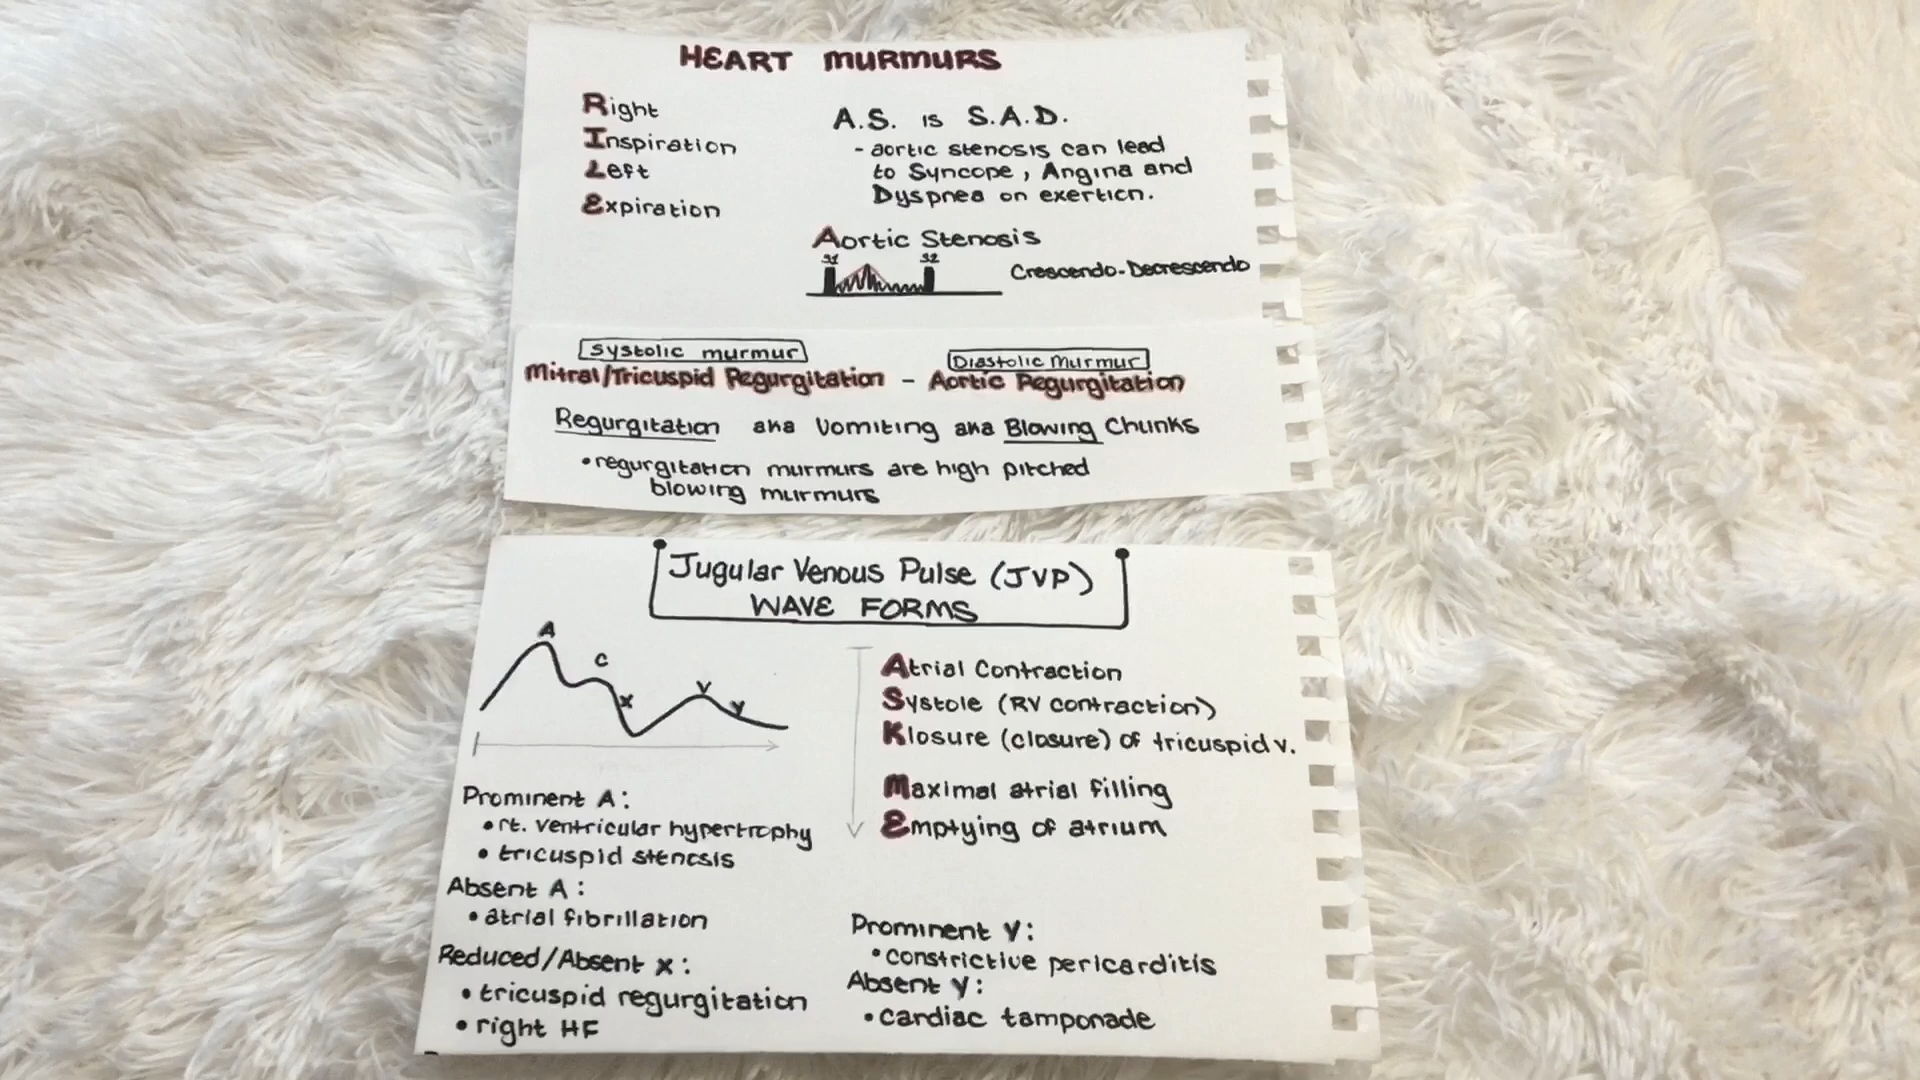 HEART MURMURS
Right
Inspiration
Left
Expiration
A.S. IS S.A.D.
- aortic stenosis can lead
to Syncope, Angina and
Dyspnea on exertion.
Aortic Stenosis
S1 S2
Crescendo-Decrescendo
Systolic murmur
Diastolic Murmur
Mitral/Tricuspid Regurgitation - Aortic Regurgitation
Regurgitation aka Vomiting aka Blowing Chunks
•regurgitation murmurs are high pitched
blowing murmurs
Jugular Venous Pulse (JVP)
WAVE FORMS
A
C
X
V
Y
Atrial Contraction
Systole (RV contraction)
Klosure (closure) of tricuspid v.
Maximal atrial filling
Emptying of atrium
Prominent A:
•rt. ventricular hypertrophy
• tricuspid stenosis
Absent A:
• atrial fibrillation
Reduced/Absent x:
• tricuspid regurgitation
• right HF
Prominent Y:
•constrictive pericarditis
Absent Y:
•cardiac tamponade